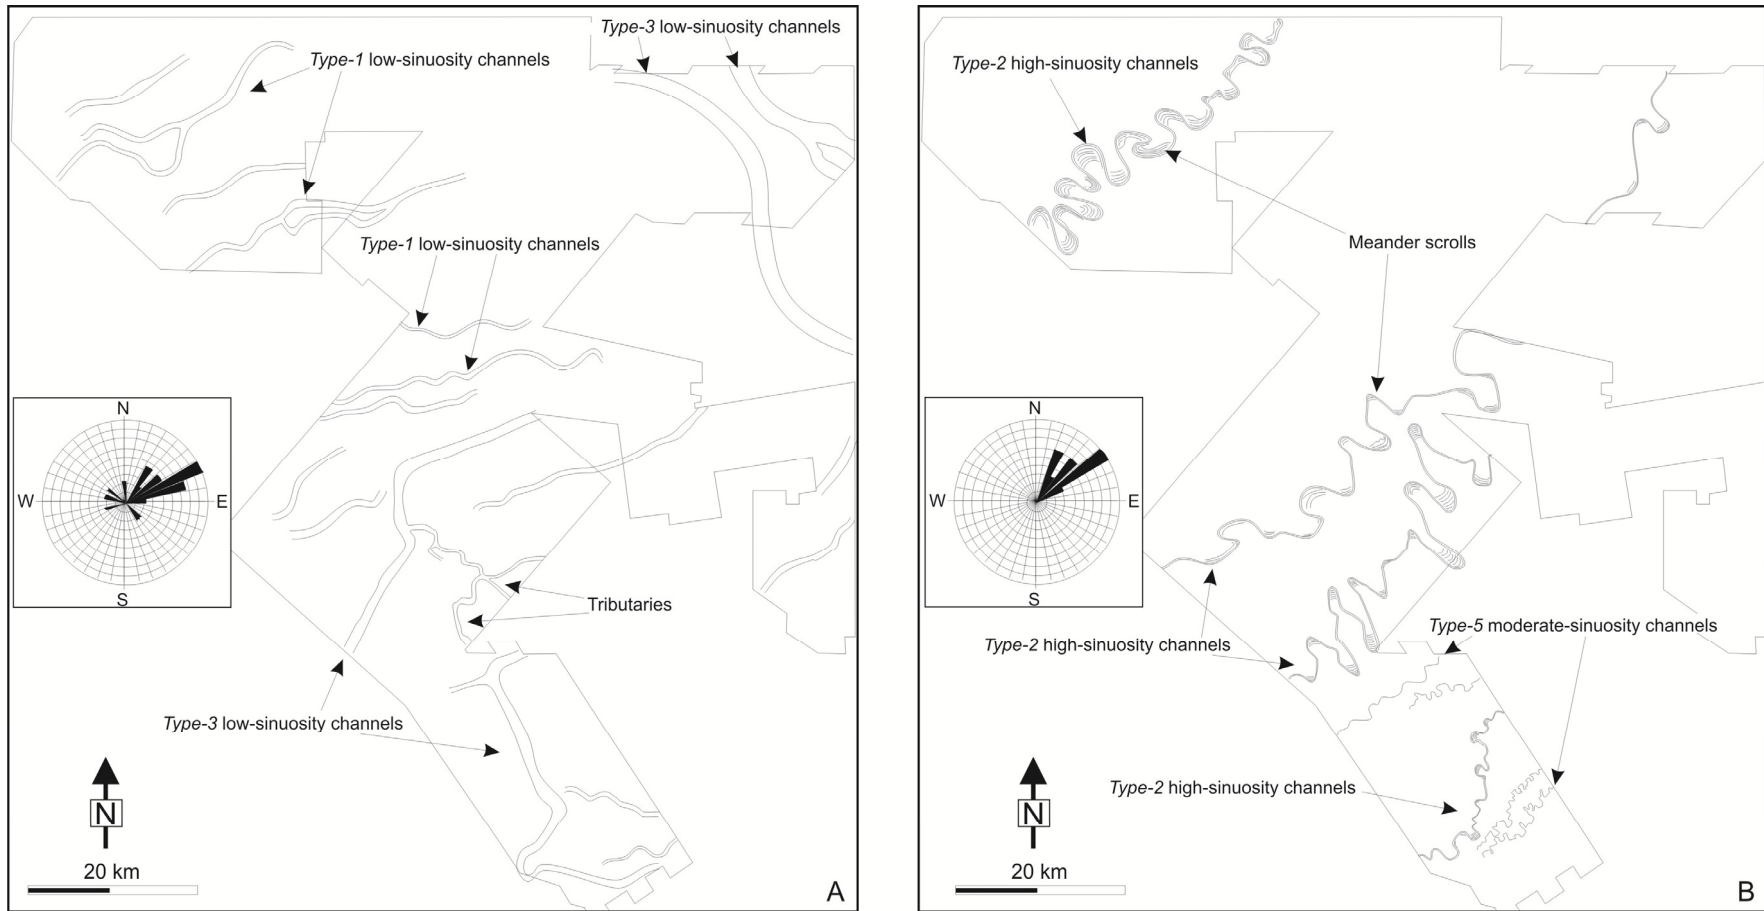 Type-3 low-sinuosity channels
Type-1 low-sinuosity channels
Type-1 low-sinuosity channels
N
W
E
S
Tributaries
Type-3 low-sinuosity channels
N
20 km
A
Type-2 high-sinuosity channels
Meander scrolls
N
W
E
S
Type-5 moderate-sinuosity channels
Type-2 high-sinuosity channels
Type-2 high-sinuosity channels
N
20 km
B